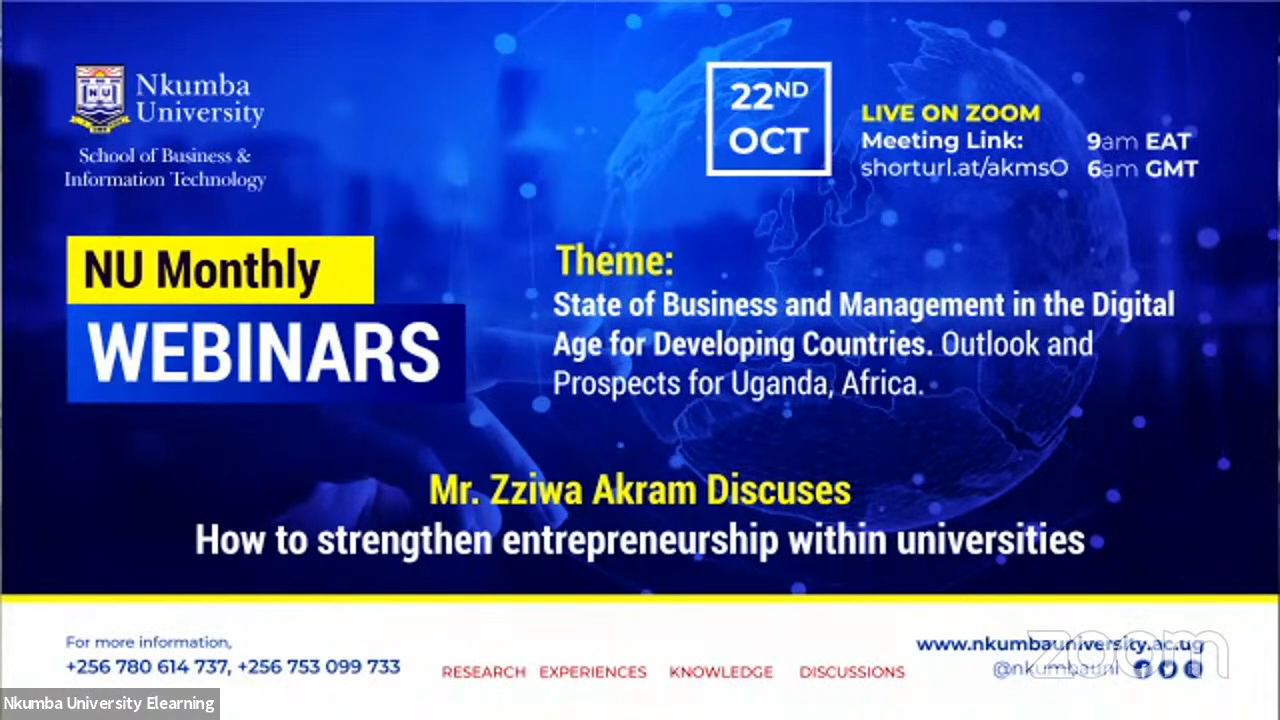 Nkumba
University
School of Business &
Information Technology
22ND
OCT
LIVE ON ZOOM
Meeting Link:
shorturl.at/akmsO
9am EAT
6am GMT
NU Monthly
WEBINARS
Theme:
State of Business and Management in the Digital
Age for Developing Countries. Outlook and
Prospects for Uganda, Africa.
Mr. Zziwa Akram Discuses
How to strengthen entrepreneurship within universities
For more information,
+256 780 614 737, +256 753 099 733
RESEARCH EXPERIENCES KNOWLEDGE DISCUSSIONS
www.nkumbauniversity.ac.ug
@nkumbauni
zoom
Nkumba University Elearning